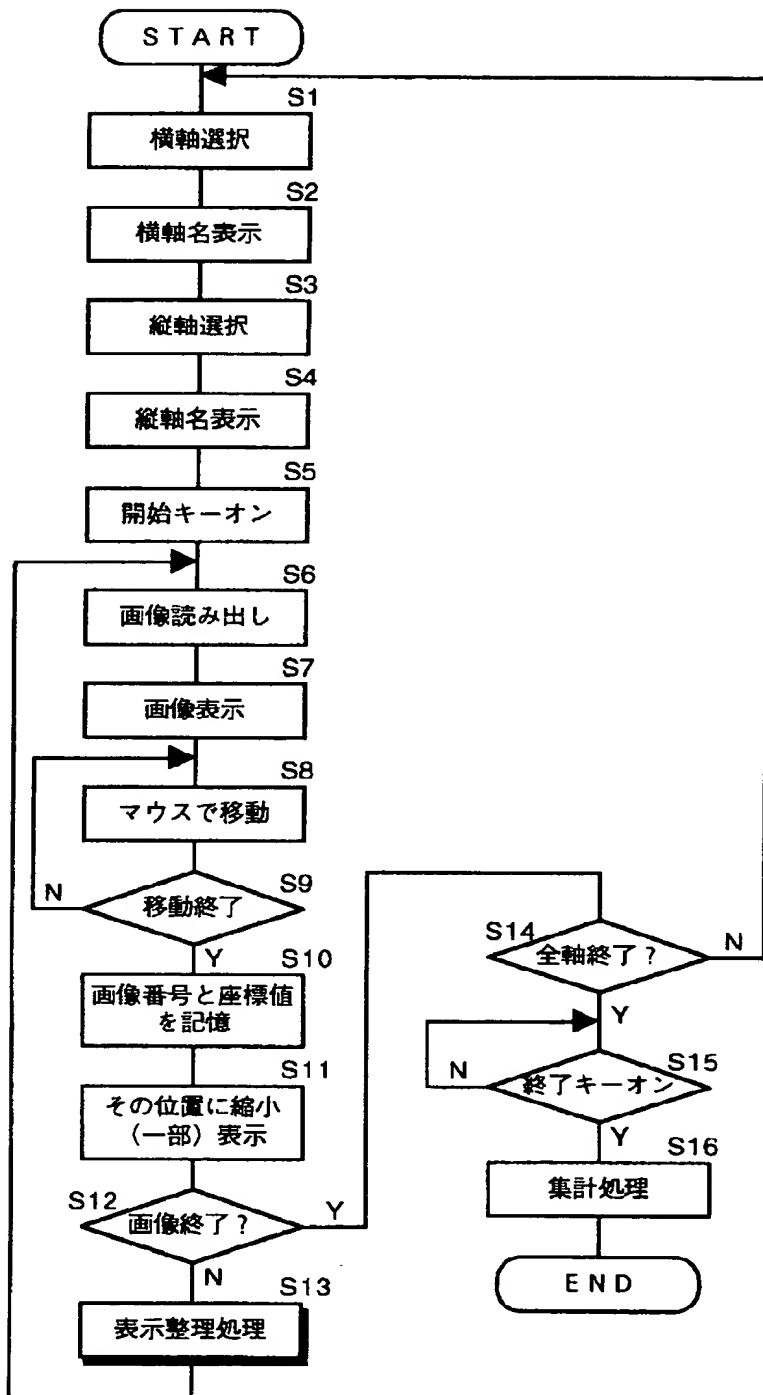 START
S1
横軸選択
S2
横軸名表示
S3
縦軸選択
S4
縦軸名表示
S5
開始キーオン
S6
画像読み出し
S7
画像表示
S8
マウスで移動
S9
移動終了
N
Y
S10
画像番号と座標値
を記憶
S11
その位置に縮小
(一部)表示
S12
画像終了?
Y
N
S13
表示整理処理
S14
全軸終了?
N
Y
S15
終了キーオン
N
Y
S16
集計処理
END